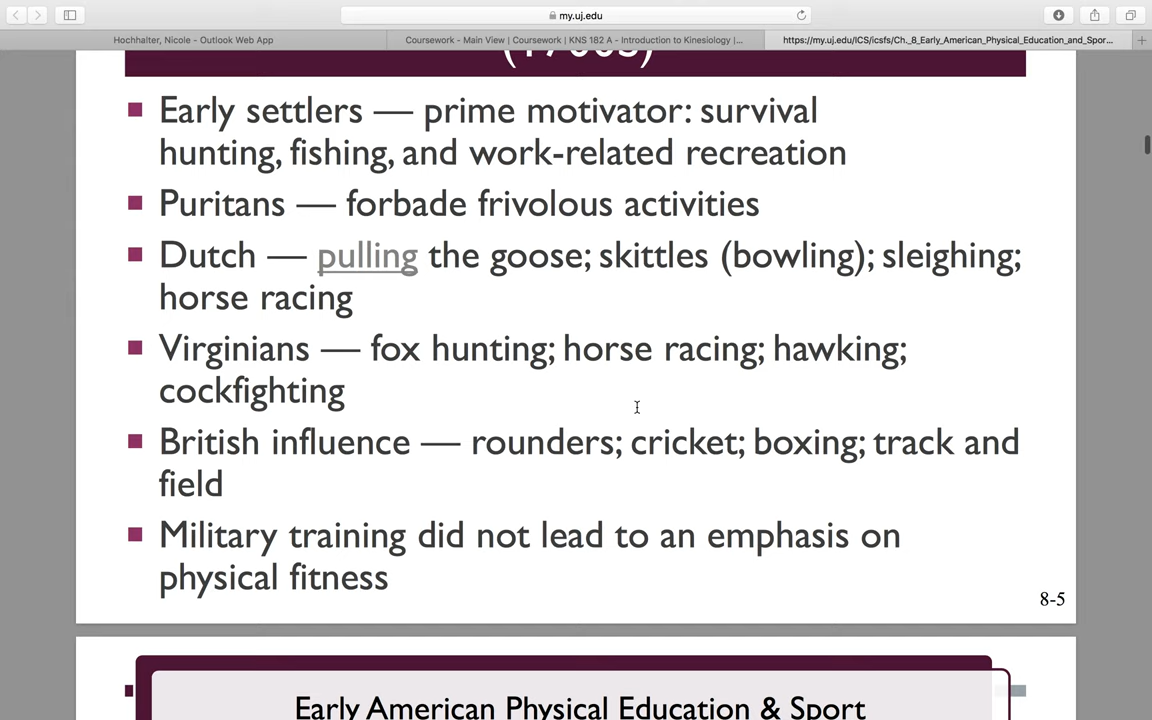 my.uj.edu
Hochhalter, Nicole - Outlook Web App
Coursework - Main View | Coursework | KNS 182 A - Introduction to Kinesiology |...
https://my.uj.edu/ICS/icsfs/Ch._8_Early_American_Physical_Education_and_Spor...
Early settlers — prime motivator: survival
hunting, fishing, and work-related recreation
Puritans — forbade frivolous activities
Dutch — pulling the goose; skittles (bowling); sleighing;
horse racing
Virginians — fox hunting; horse racing; hawking;
cockfighting
British influence — rounders; cricket; boxing; track and
field
Military training did not lead to an emphasis on
physical fitness
8-5
Early American Physical Education & Sport